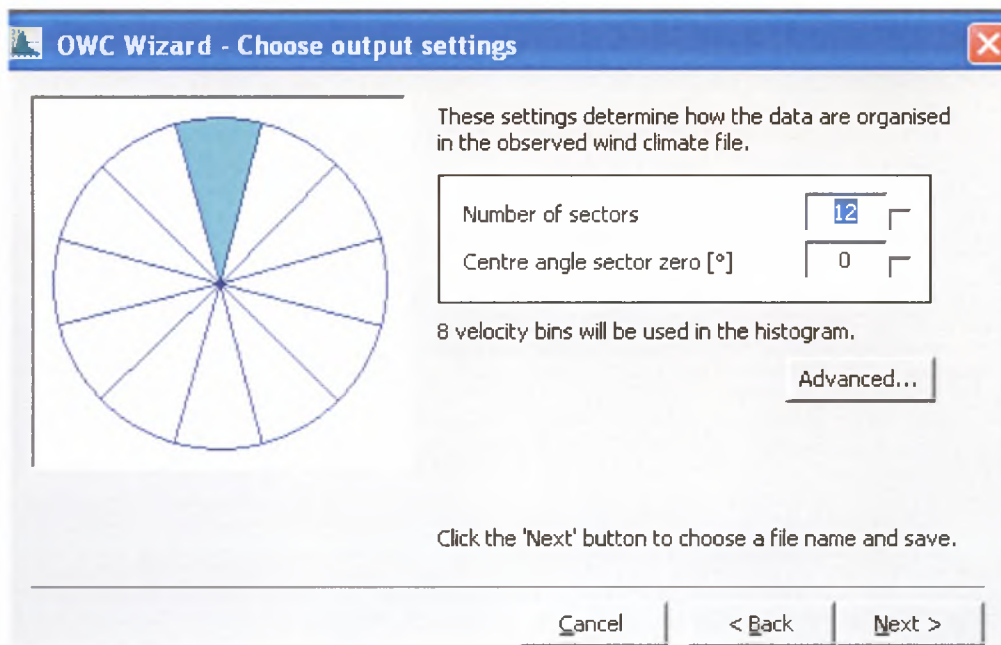 OWC Wizard - Choose output settings
These settings determine how the data are organised
in the observed wind climate file.
Number of sectors 12
Centre angle sector zero [°] 0
8 velocity bins will be used in the histogram.
Advanced...
Click the 'Next' button to choose a file name and save.
Cancel < Back Next >